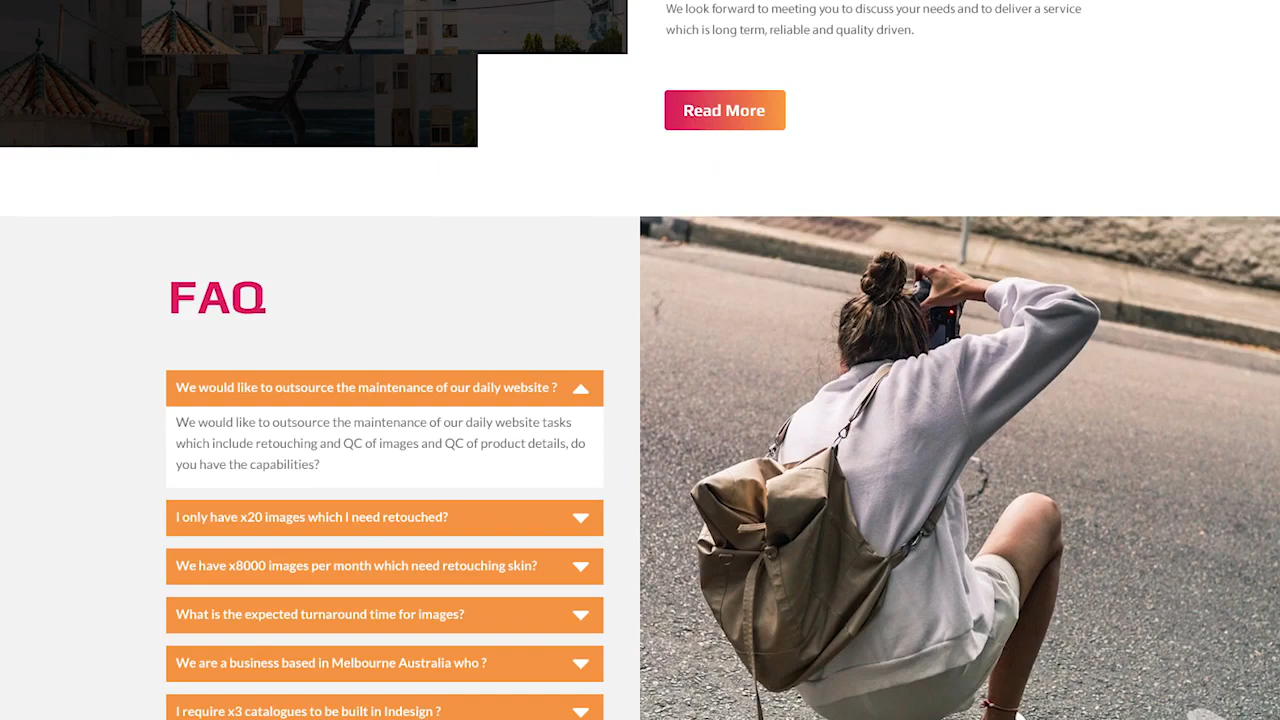 We look forward to meeting you to discuss your needs and to deliver a service
which is long term, reliable and quality driven.
Read More
FAQ
We would like to outsource the maintenance of our daily website ?
We would like to outsource the maintenance of our daily website tasks
which include retouching and QC of images and QC of product details, do
you have the capabilities?
I only have x20 images which I need retouched?
We have x8000 images per month which need retouching skin?
What is the expected turnaround time for images?
We are a business based in Melbourne Australia who ?
I require x3 catalogues to be built in Indesign ?